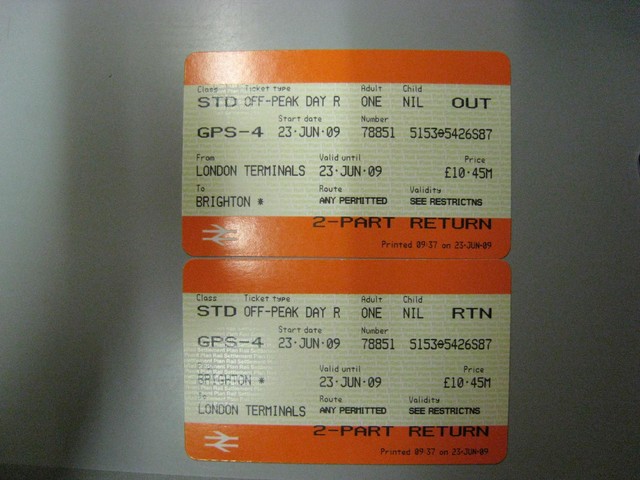 Class Ticket type Adult Child
STD OFF-PEAK DAY R ONE NIL OUT
Start date Number
GPS-4 23·JUN·09 78851 5153⊖5426S87
From Valid until Price
LONDON TERMINALS 23·JUN·09 £10·45M
To Route Validity
BRIGHTON * ANY PERMITTED SEE RESTRICTNS
2-PART RETURN
Printed 09·37 on 23·JUN·09
Class Ticket type Adult Child
STD OFF-PEAK DAY R ONE NIL RTN
Start date Number
GPS-4 23·JUN·09 78851 5153⊖5426S87
Valid until Price
BRIGHTON * 23·JUN·09 £10·45M
To Route Validity
LONDON TERMINALS ANY PERMITTED SEE RESTRICTNS
2-PART RETURN
Printed 09·37 on 23·JUN·09